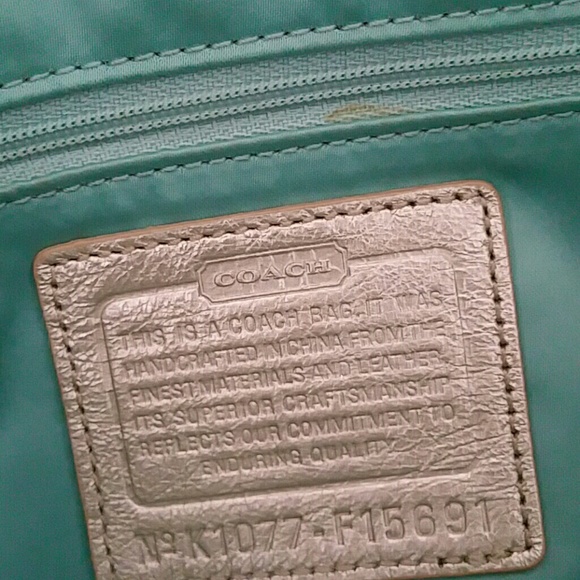 COACH
THIS IS A COACH BAG. IT WAS
HANDCRAFTED IN CHINA FROM THE
FINEST MATERIALS AND LEATHER.
ITS SUPERIOR CRAFTSMANSHIP
REFLECTS OUR COMMITMENT TO
ENDURING QUALITY.
Nº K1077-F15691